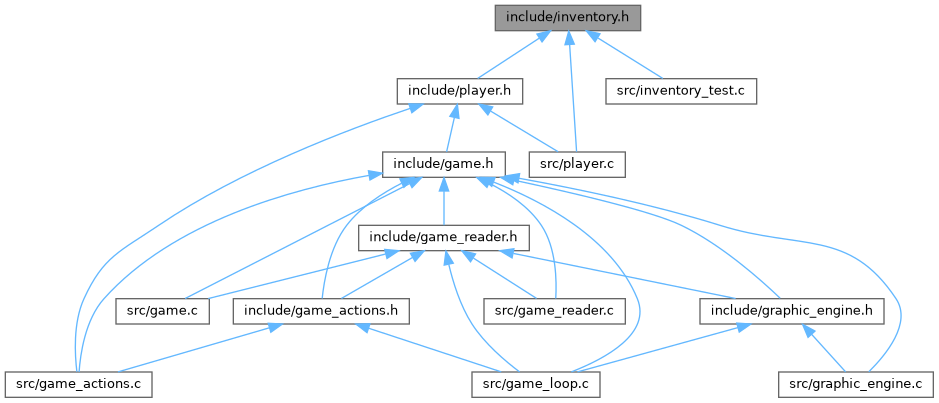 include/inventory.h
include/player.h
src/inventory_test.c
include/game.h
src/player.c
include/game_reader.h
src/game.c
include/game_actions.h
src/game_reader.c
include/graphic_engine.h
src/game_actions.c
src/game_loop.c
src/graphic_engine.c